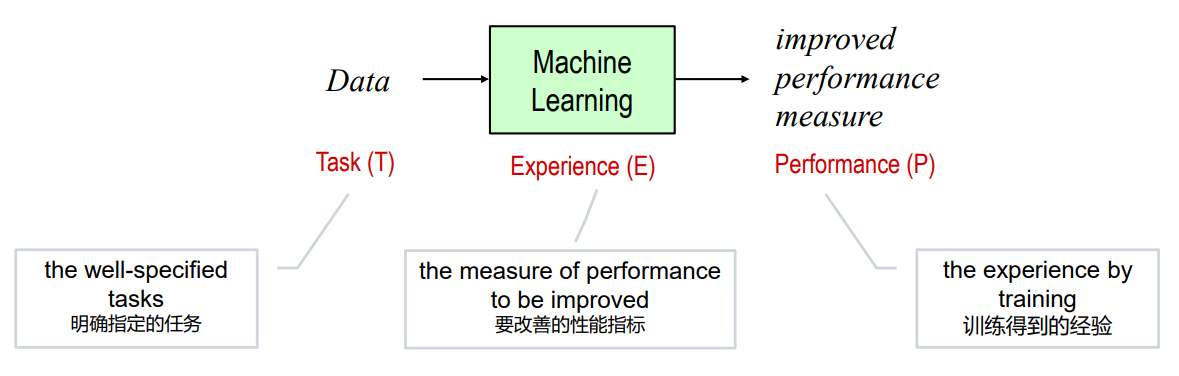 Data
Machine
Learning
improved
performance
measure
Task (T)
Experience (E)
Performance (P)
the well-specified
tasks
明确指定的任务
the measure of performance
to be improved
要改善的性能指标
the experience by
training
训练得到的经验